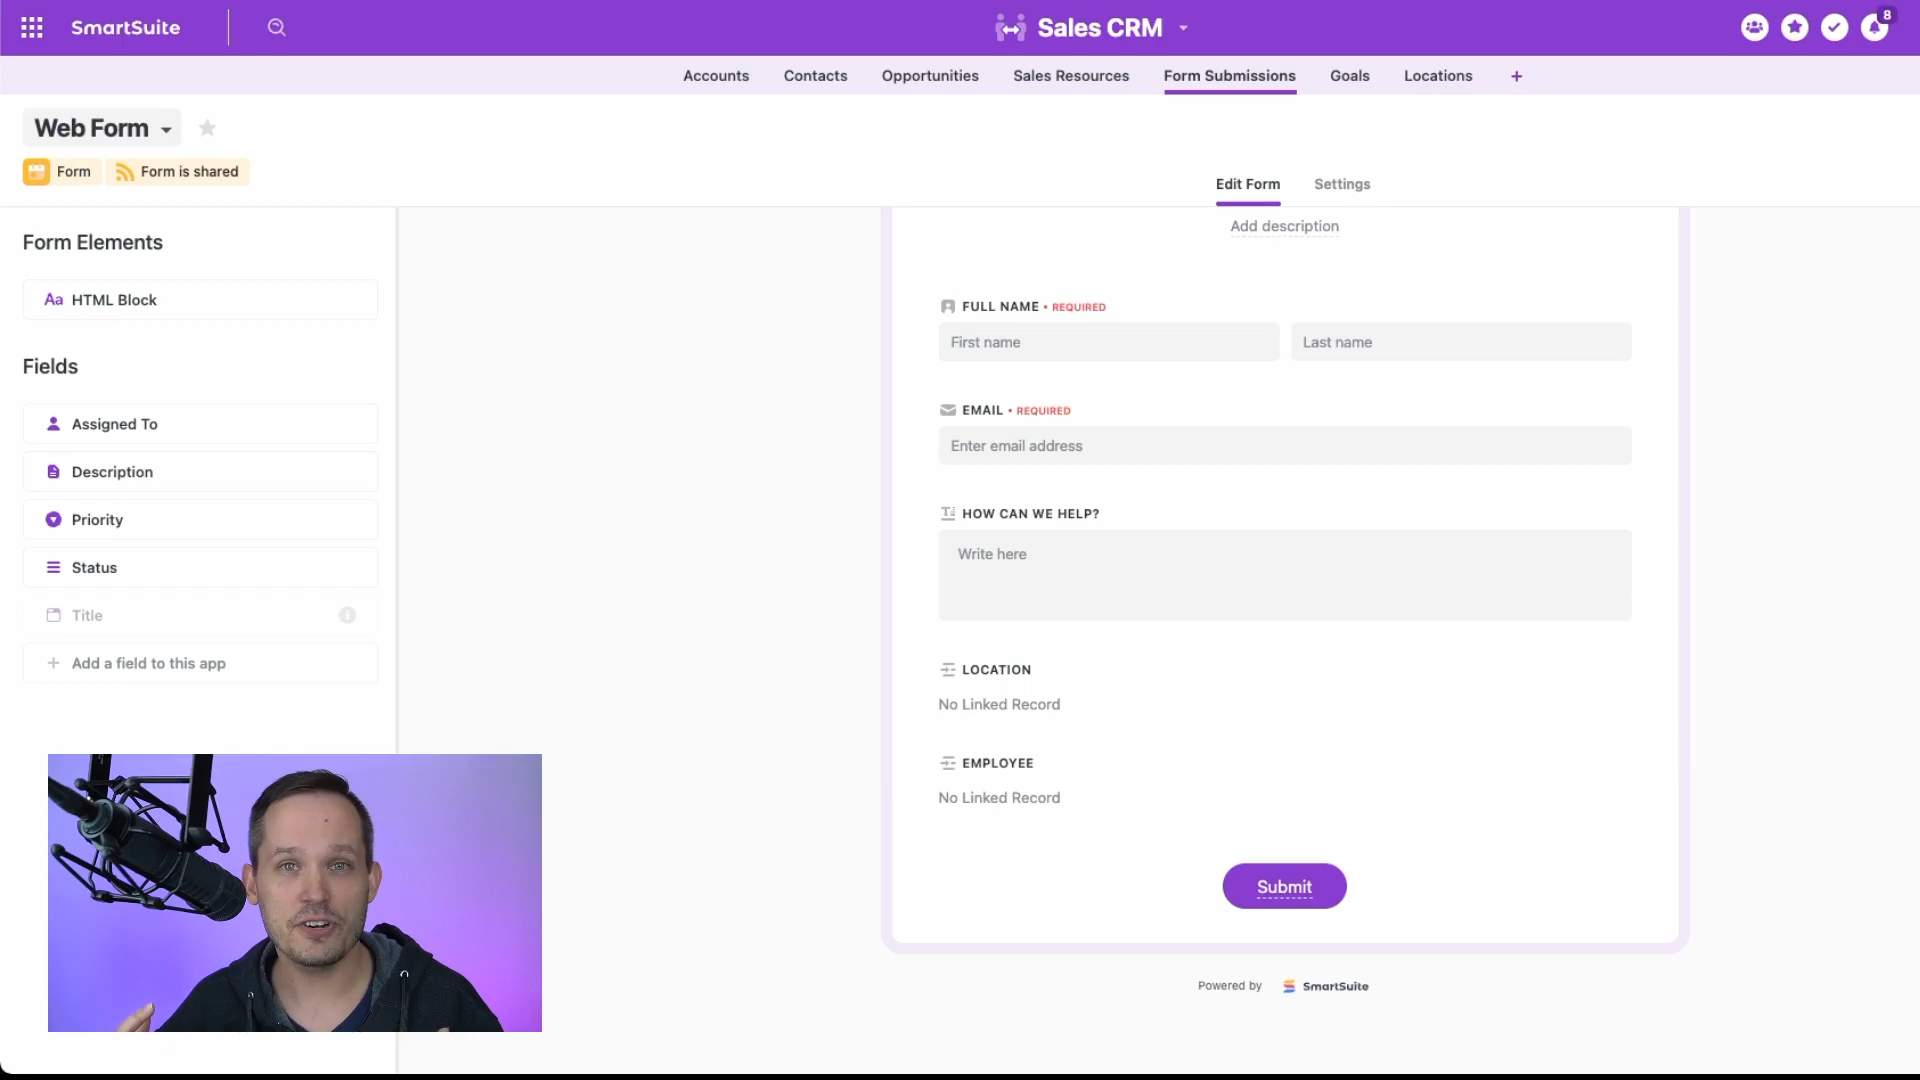 SmartSuite
Sales CRM
8
Accounts Contacts Opportunities Sales Resources Form Submissions Goals Locations +
Web Form
Form Form is shared
Edit Form Settings
Form Elements
Aa HTML Block
Fields
Assigned To
Description
Priority
Status
Title
+ Add a field to this app
Add description
FULL NAME • REQUIRED
First name Last name
EMAIL • REQUIRED
Enter email address
HOW CAN WE HELP?
Write here
LOCATION
No Linked Record
EMPLOYEE
No Linked Record
Submit
Powered by SmartSuite